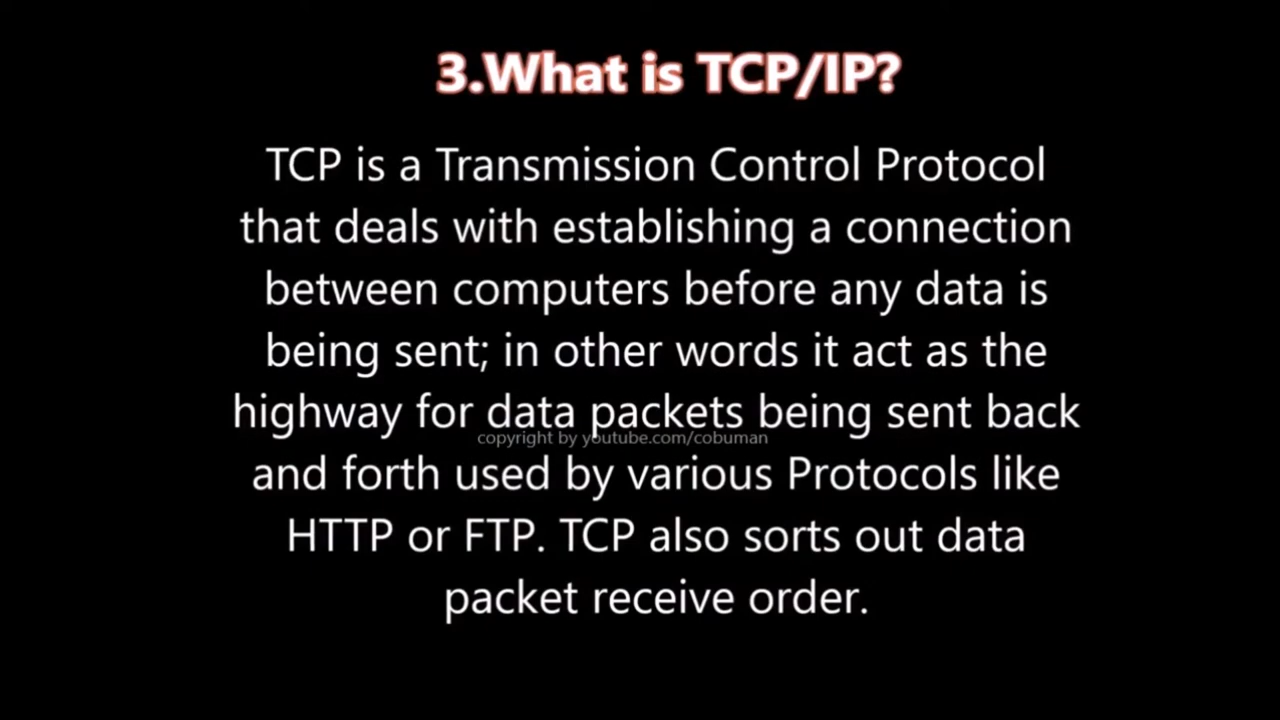 3.What is TCP/IP?
TCP is a Transmission Control Protocol
that deals with establishing a connection
between computers before any data is
being sent; in other words it act as the
highway for data packets being sent back
copyright by youtube.com/cobuman
and forth used by various Protocols like
HTTP or FTP. TCP also sorts out data
packet receive order.